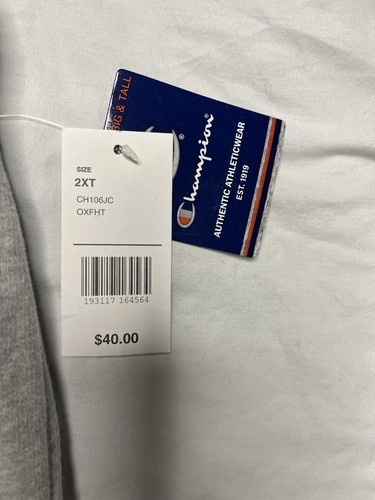 BIG & TALL
Champion
®
AUTHENTIC ATHLETICWEAR
EST. 1919
SIZE
2XT
CH106JC
OXFHT
193117 164564
$40.00